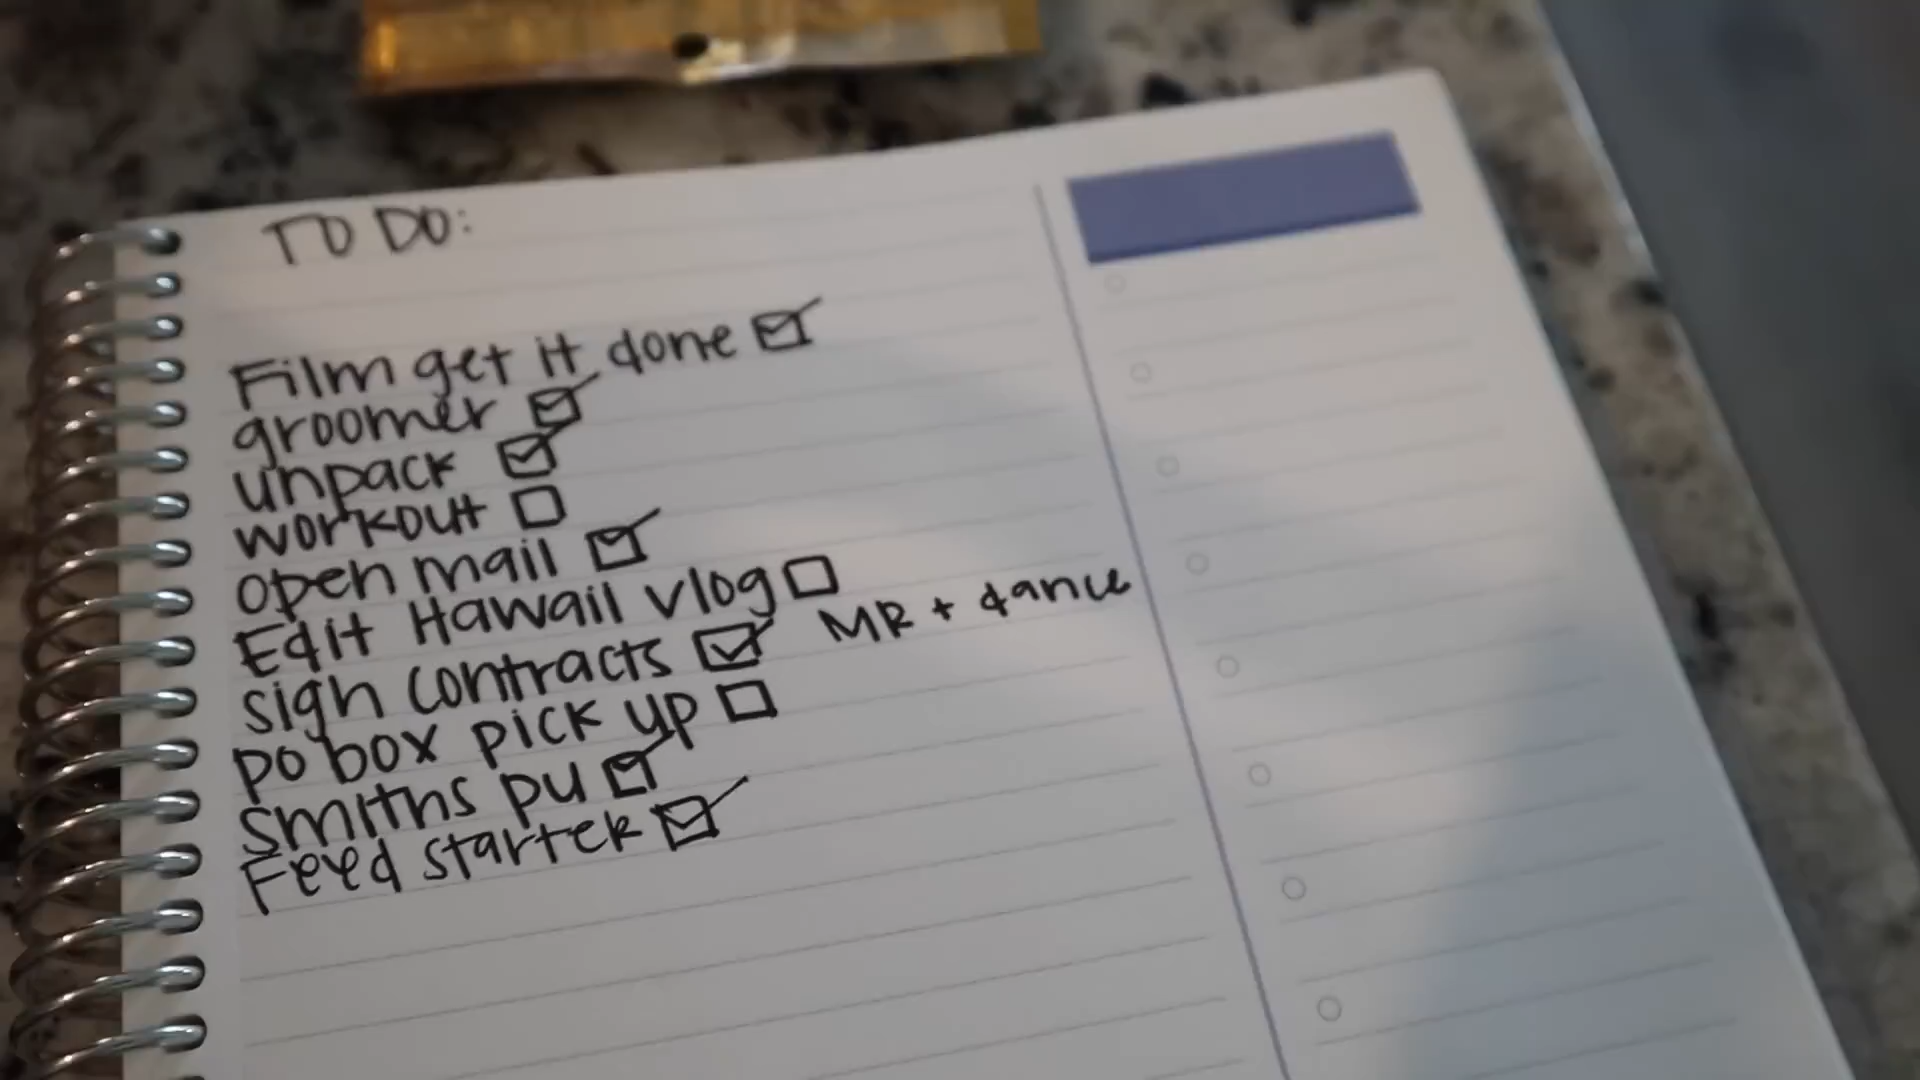 TO DO:
Film get it done ☑
groomer ☑
unpack ☑
workout ☐
open mail ☑
Edit Hawaii vlog ☐
sign contracts ☑ MR + dance
po box pick up ☐
smiths pu ☑
Feed starter ☑